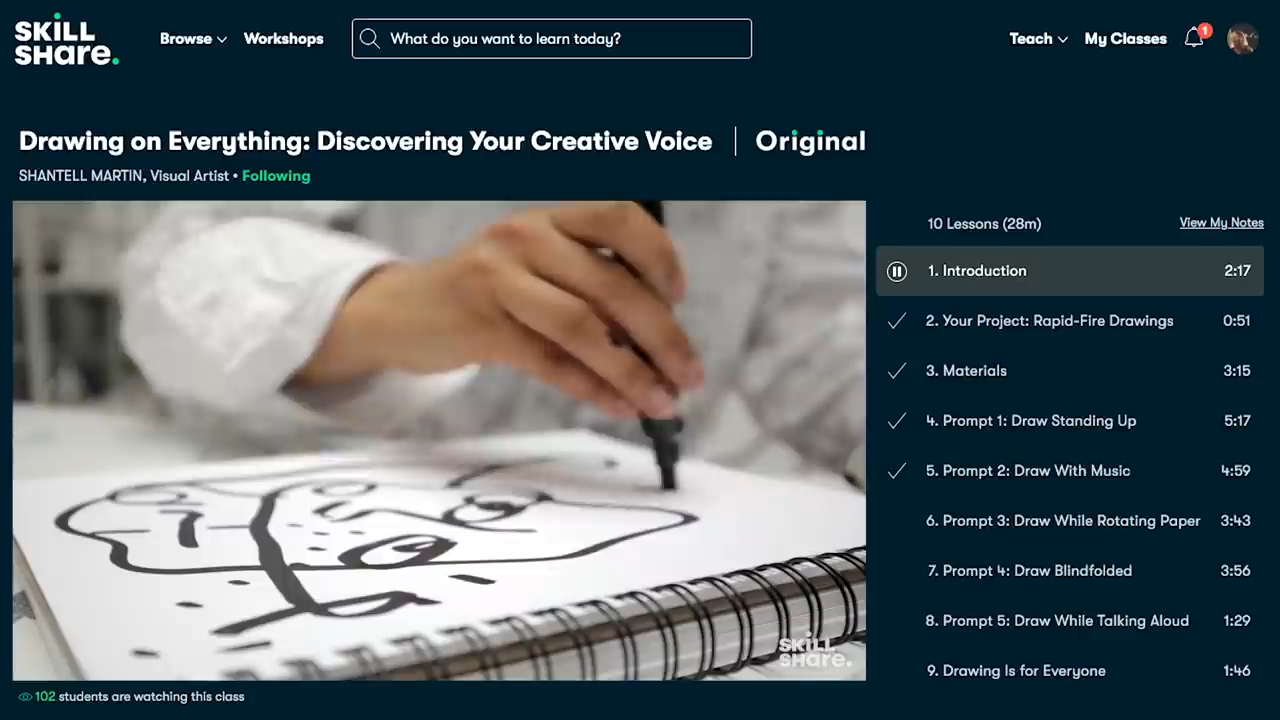 SKILL
SHare.
Browse
Workshops
What do you want to learn today?
Teach
My Classes
1
Drawing on Everything: Discovering Your Creative Voice | Original
SHANTELL MARTIN, Visual Artist • Following
10 Lessons (28m)
View My Notes
1. Introduction 2:17
2. Your Project: Rapid-Fire Drawings 0:51
3. Materials 3:15
4. Prompt 1: Draw Standing Up 5:17
5. Prompt 2: Draw With Music 4:59
6. Prompt 3: Draw While Rotating Paper 3:43
7. Prompt 4: Draw Blindfolded 3:56
8. Prompt 5: Draw While Talking Aloud 1:29
9. Drawing Is for Everyone 1:46
SKILL
SHare.
102 students are watching this class